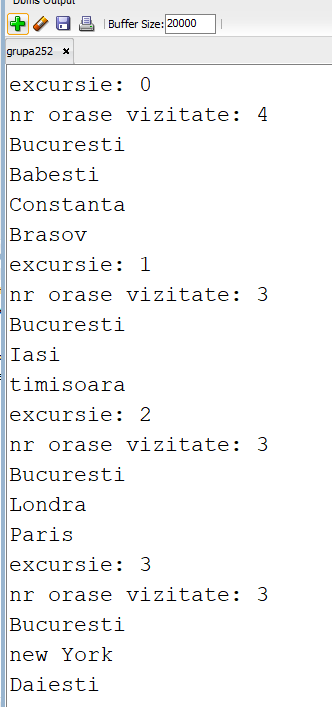 Dbms Output
Buffer Size: 20000
grupa252
excursie: 0
nr orase vizitate: 4
Bucuresti
Babesti
Constanta
Brasov
excursie: 1
nr orase vizitate: 3
Bucuresti
Iasi
timisoara
excursie: 2
nr orase vizitate: 3
Bucuresti
Londra
Paris
excursie: 3
nr orase vizitate: 3
Bucuresti
new York
Daiesti